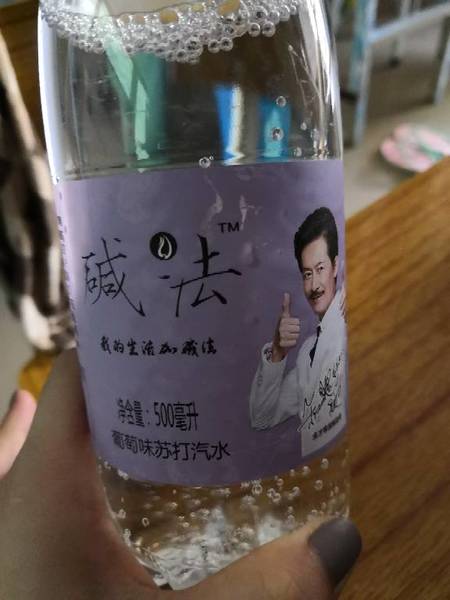 碱法™
我的生活加碱法
净含量:500毫升
葡萄味苏打汽水